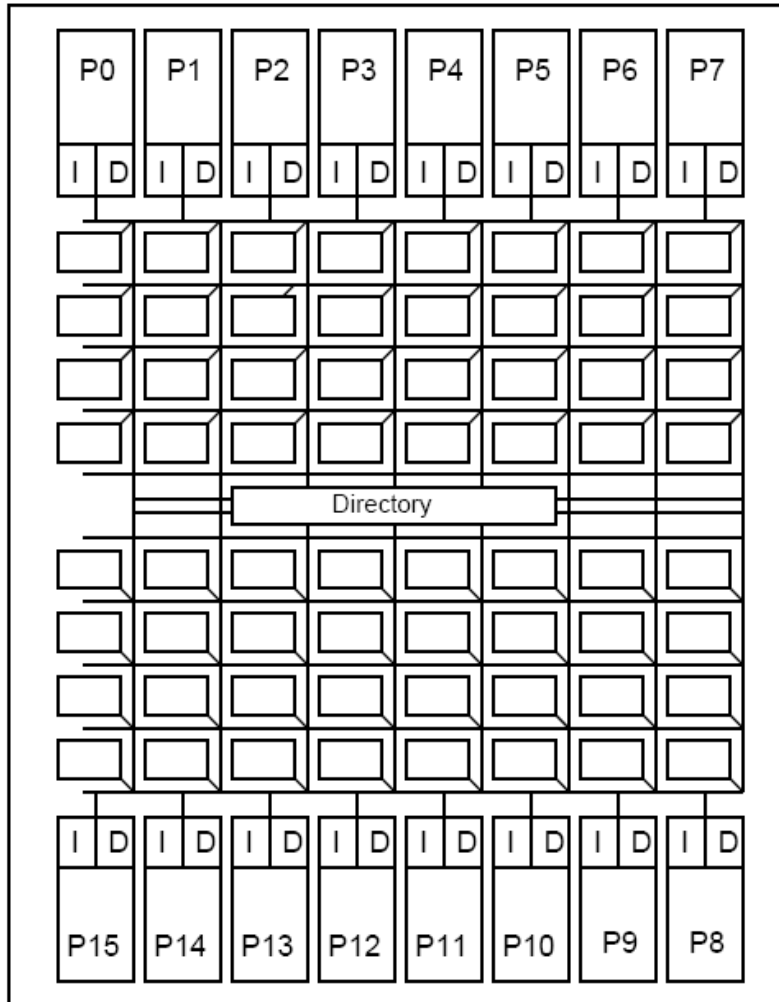 P0 P1 P2 P3 P4 P5 P6 P7
I D I D I D I D I D I D I D I D
Directory
I D I D I D I D I D I D I D I D
P15 P14 P13 P12 P11 P10 P9 P8